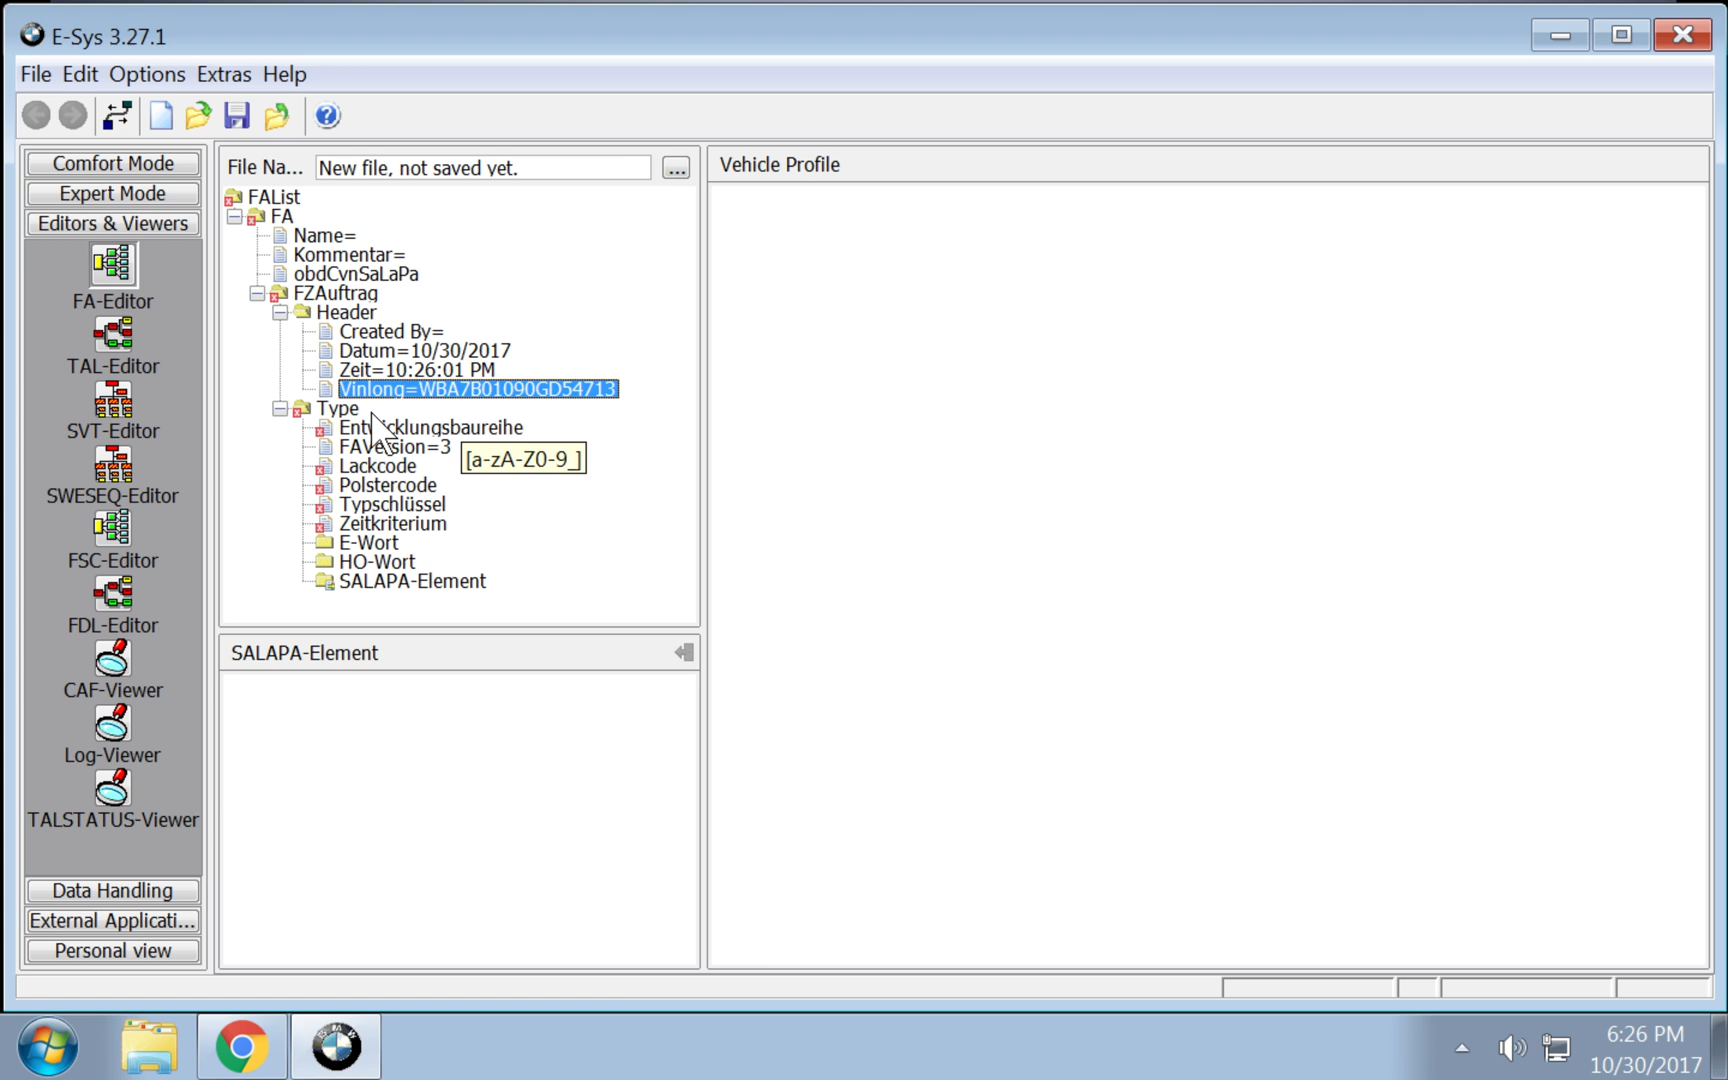 E-Sys 3.27.1
File Edit Options Extras Help
Comfort Mode
Expert Mode
Editors & Viewers
FA-Editor
TAL-Editor
SVT-Editor
SWESEQ-Editor
FSC-Editor
FDL-Editor
CAF-Viewer
Log-Viewer
TALSTATUS-Viewer
Data Handling
External Applicati...
Personal view
File Na... New file, not saved yet. ...
FAList
FA
Name=
Kommentar=
obdCvnSaLaPa
FZAuftrag
Header
Created By=
Datum=10/30/2017
Zeit=10:26:01 PM
Vinlong=WBA7B01090GD54713
Type
Entwicklungsbaureihe
FAVersion=3
[a-zA-Z0-9_]
Lackcode
Polstercode
Typschlüssel
Zeitkriterium
E-Wort
HO-Wort
SALAPA-Element
SALAPA-Element
Vehicle Profile
6:26 PM
10/30/2017